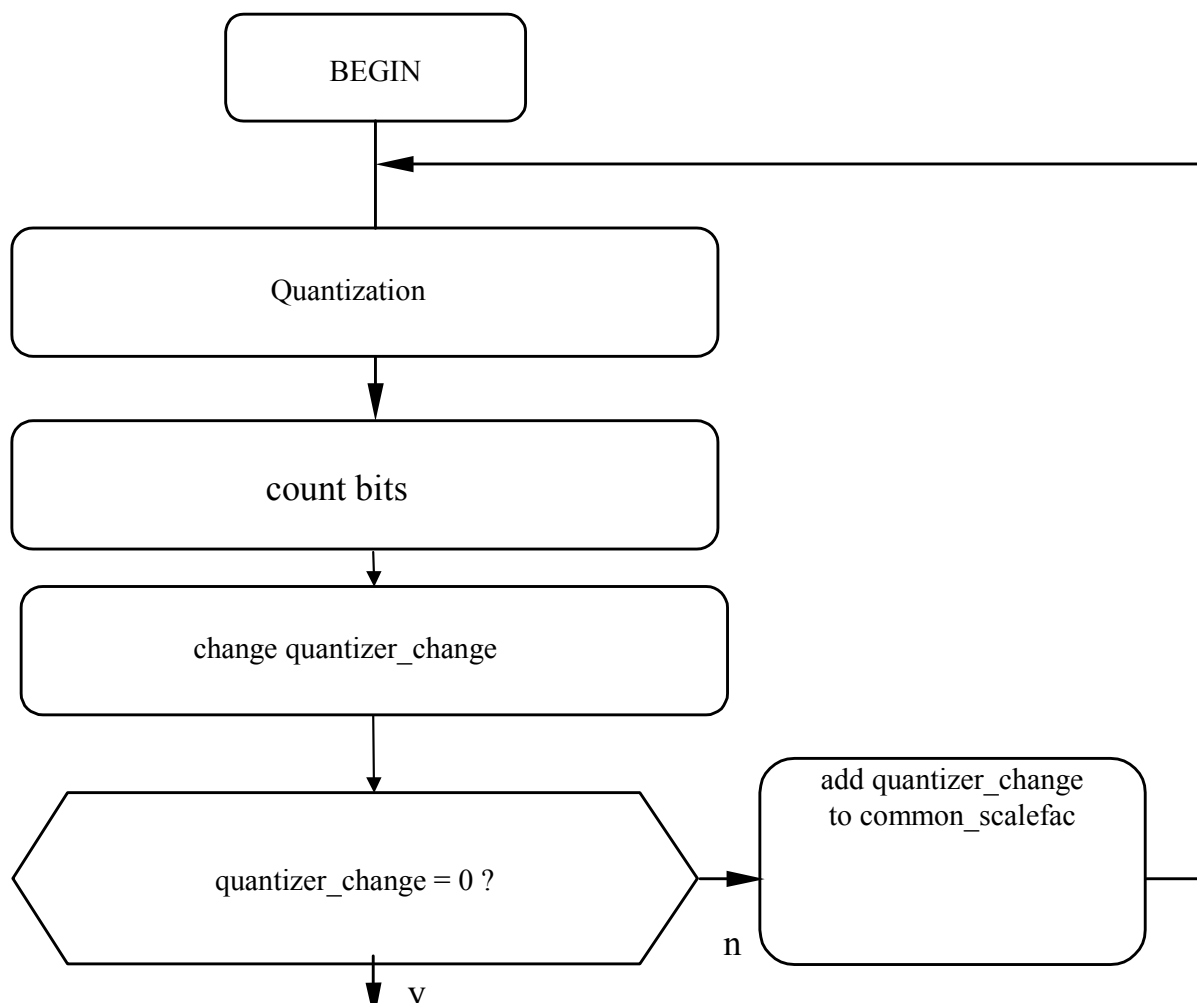 BEGIN
Quantization
count bits
change quantizer_change
add quantizer_change
to common_scalefac
quantizer_change = 0 ?
n
y